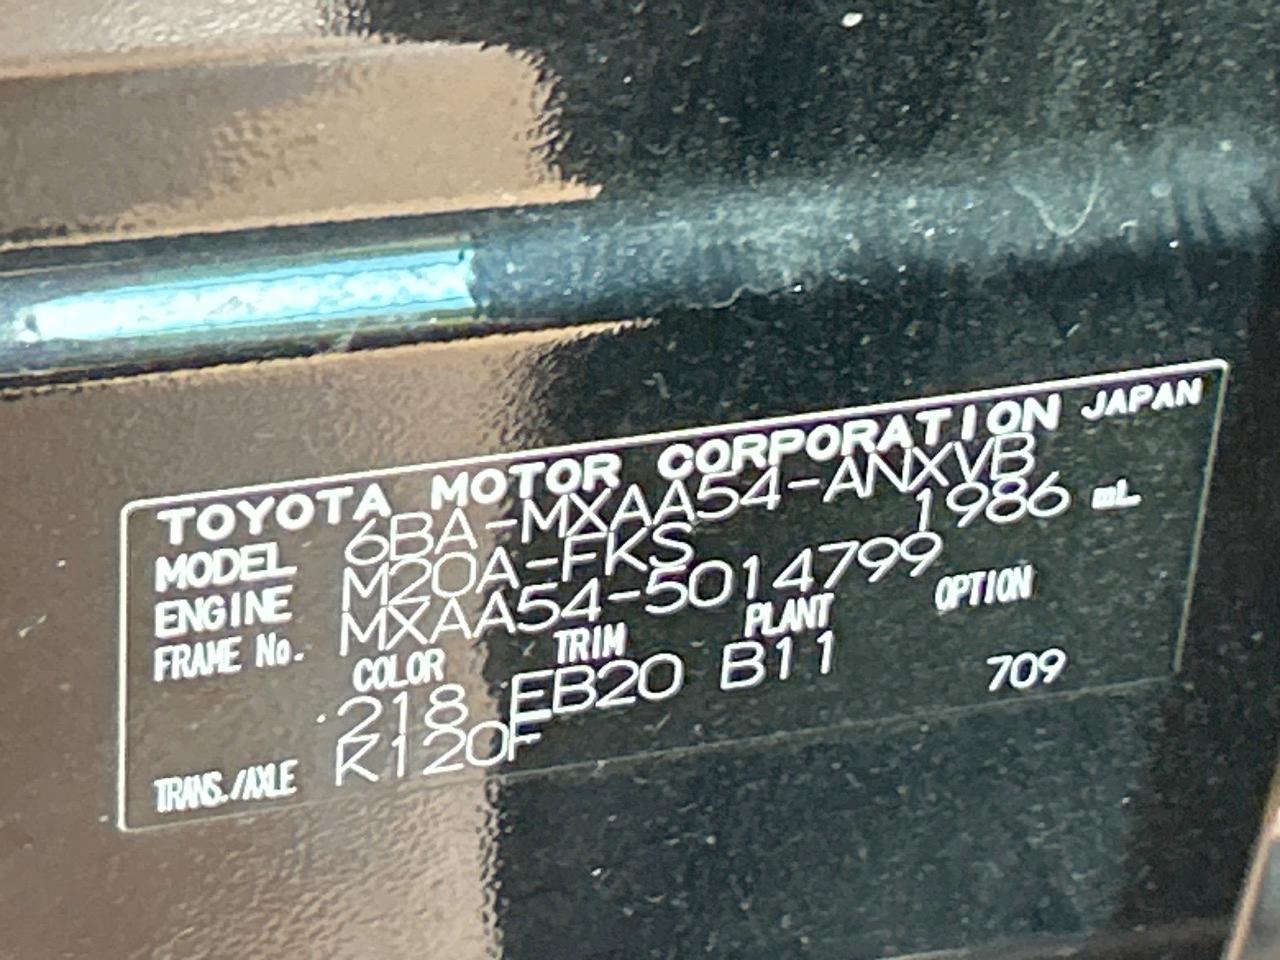 TOYOTA MOTOR CORPORATION JAPAN
MODEL 6BA-MXAA54-ANXVB
ENGINE M20A-FKS 1986 mL
FRAME No. MXAA54-5014799
COLOR TRIM PLANT OPTION
218 EB20 B11 709
TRANS./AXLE K120F